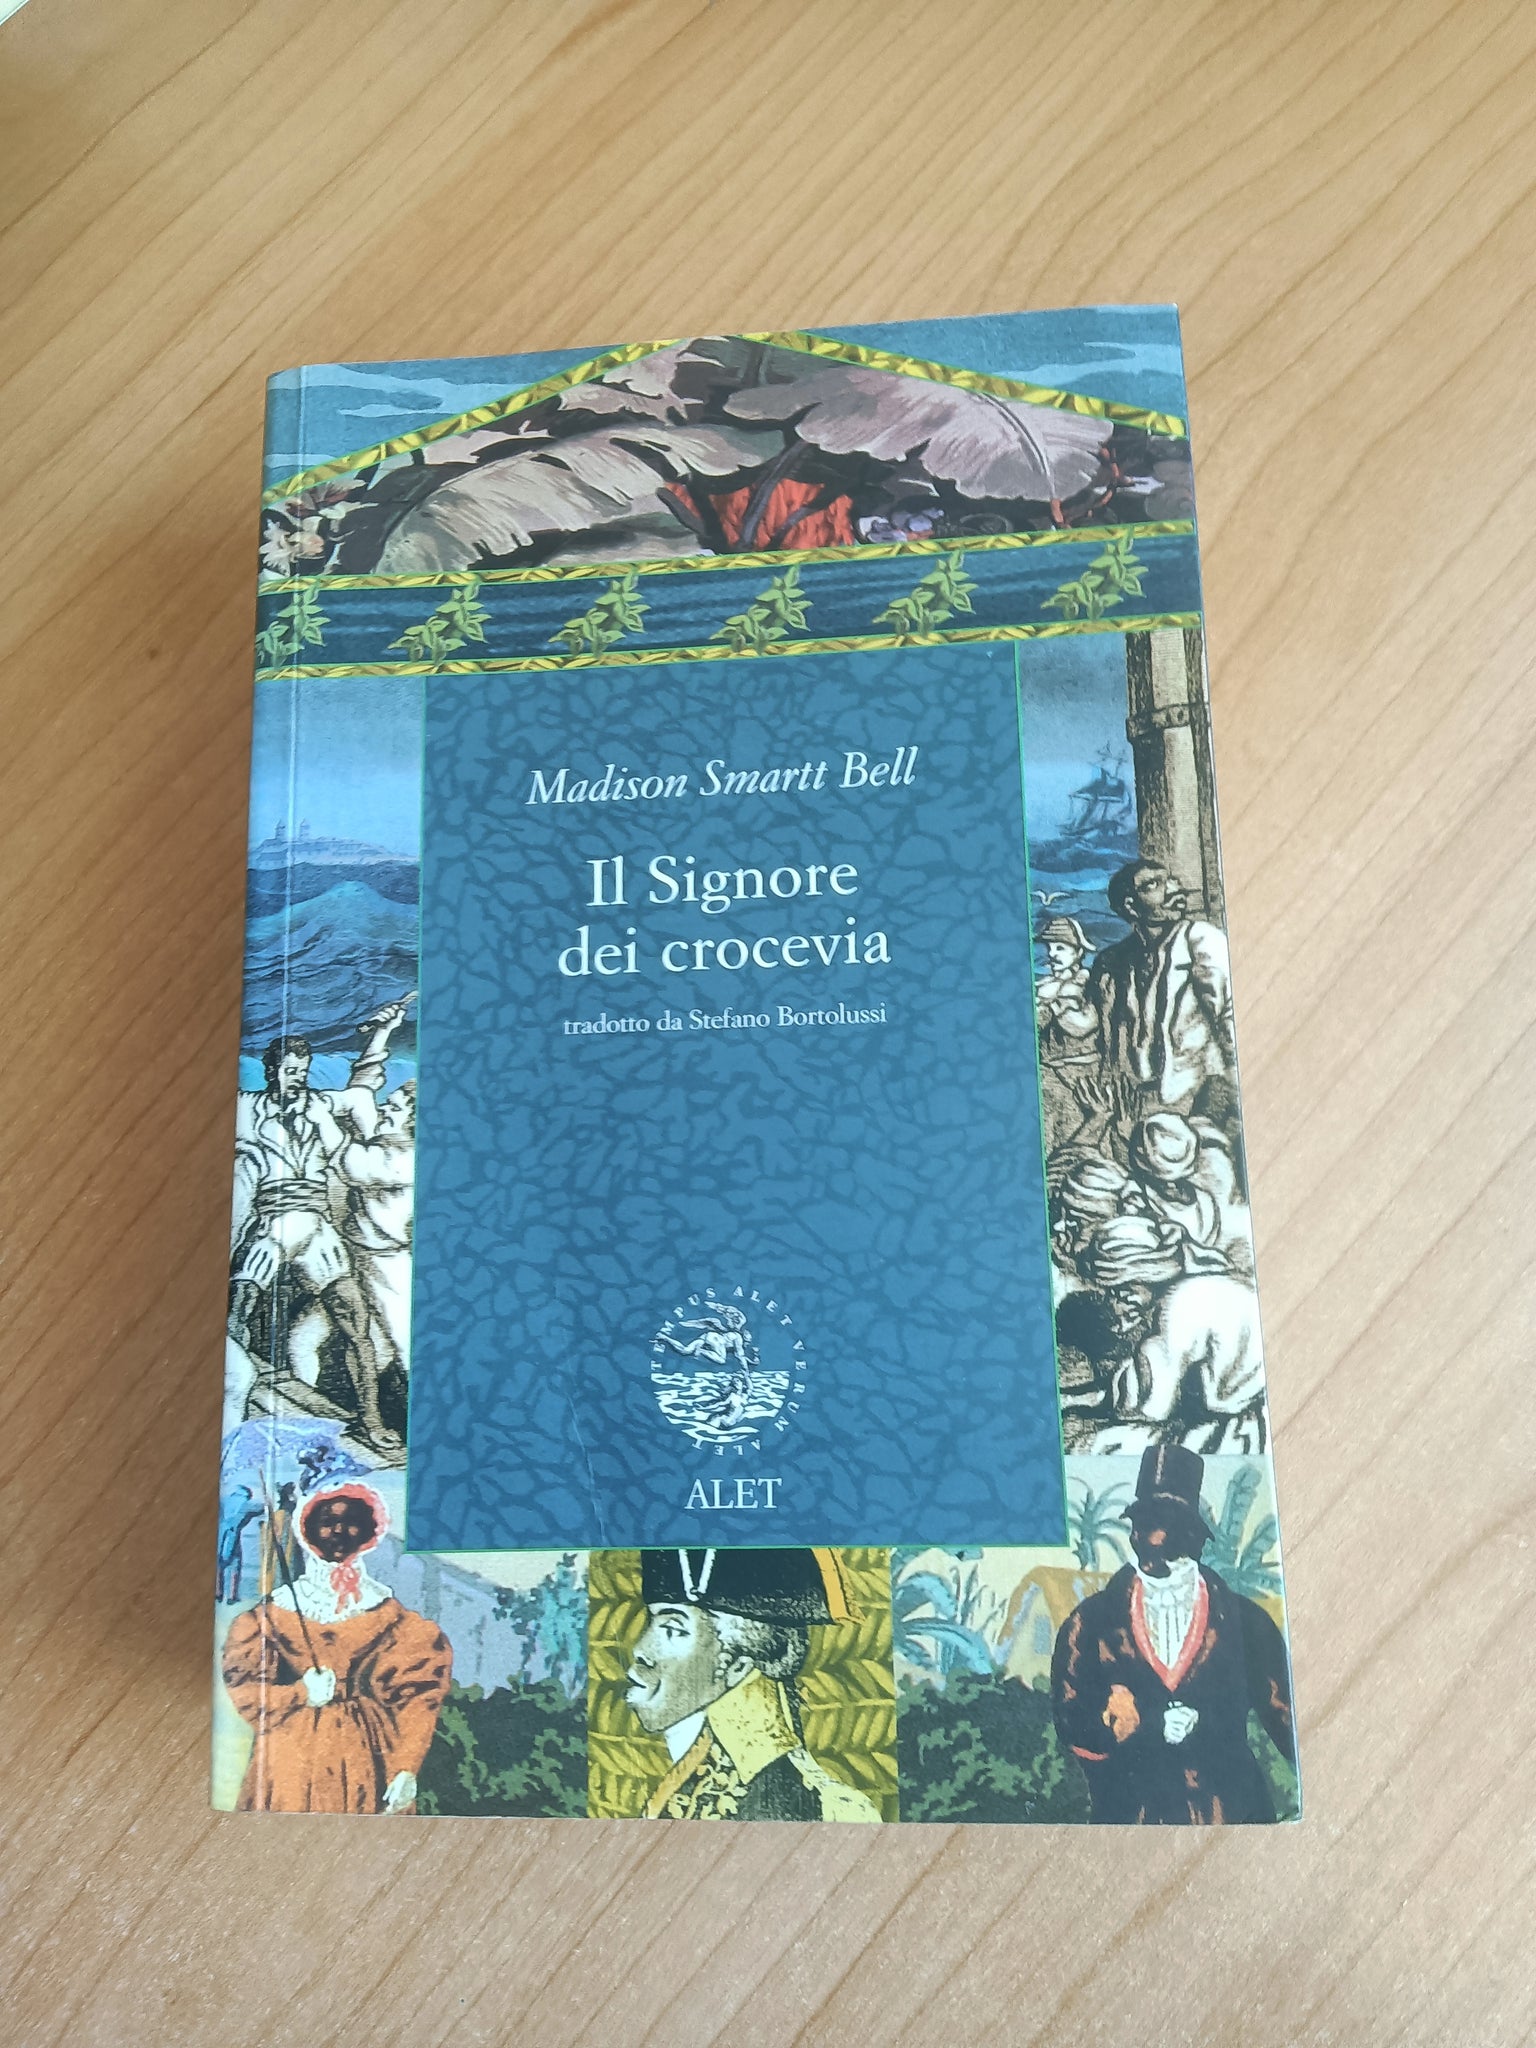 Madison Smartt Bell
Il Signore
dei crocevia
tradotto da Stefano Bortolussi
TEMPUS ALET VERUM ALET
ALET